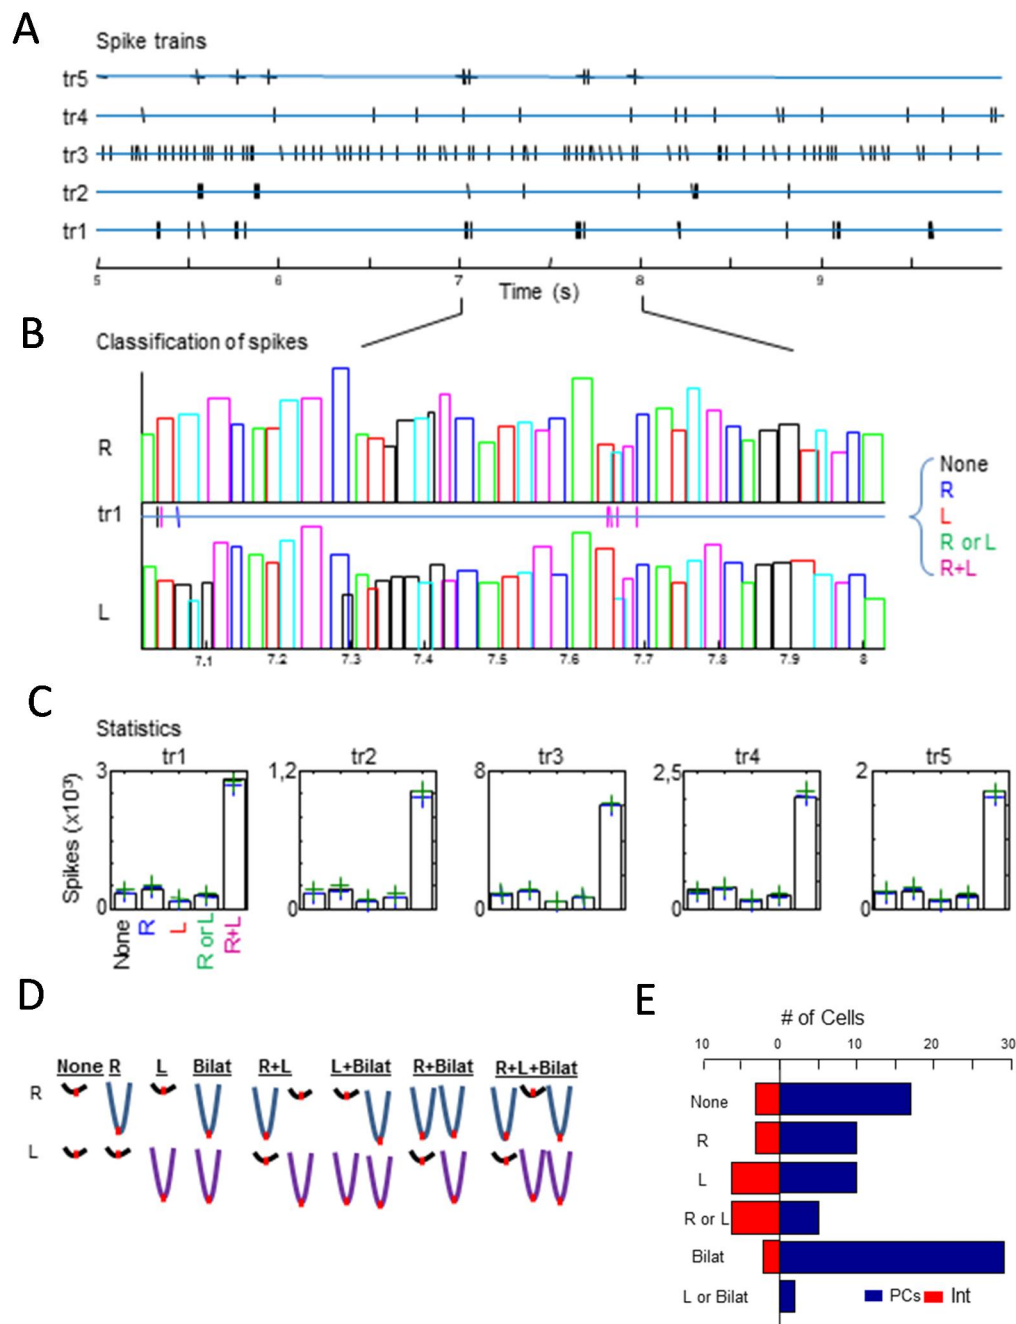 A
Spike trains
tr5
tr4
tr3
tr2
tr1
5 6 7 8 9
Time (s)
B
Classification of spikes
R
tr1
L
None
R
L
R or L
R+L
7.1 7.2 7.3 7.4 7.5 7.6 7.7 7.8 7.9 8
C
Statistics
tr1 tr2 tr3 tr4 tr5
3 1,2 8 2,5 2
Spikes (x10³)
0 0 0 0 0
None R L R or L R+L
D
None R L Bilat R+L L+Bilat R+Bilat R+L+Bilat
R
L
E
# of Cells
10 0 10 20 30
None
R
L
R or L
Bilat
L or Bilat
PCs Int